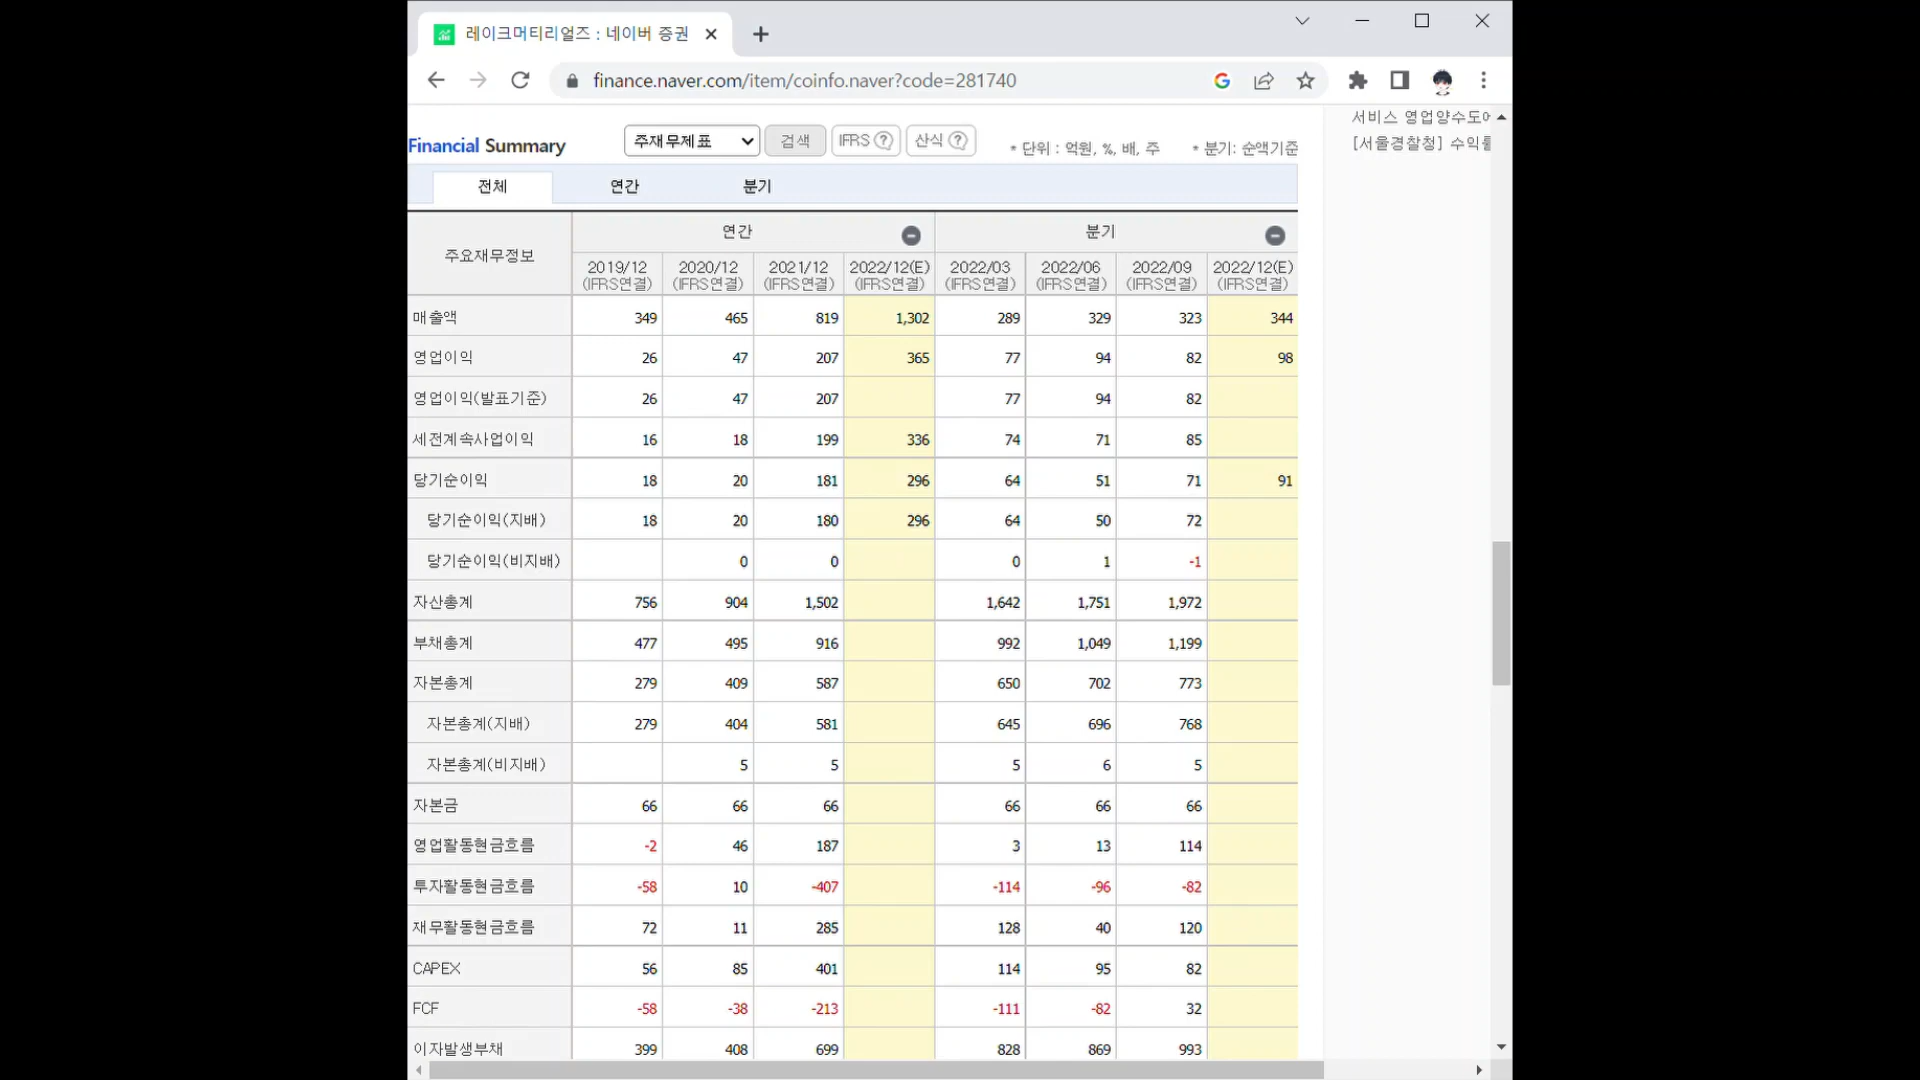 레이크머티리얼즈 : 네이버 증권
finance.naver.com/item/coinfo.naver?code=281740
서비스 영업양수도
[서울경찰청] 수익률
Financial Summary 주재무제표 검색 IFRS ? 산식 ? * 단위 : 억원, %, 배, 주 * 분기: 순액기준
전체 연간 분기
주요재무정보 연간 분기
2019/12 2020/12 2021/12 2022/12(E) 2022/03 2022/06 2022/09 2022/12(E)
(IFRS연결) (IFRS연결) (IFRS연결) (IFRS연결) (IFRS연결) (IFRS연결) (IFRS연결) (IFRS연결)
매출액 349 465 819 1,302 289 329 323 344
영업이익 26 47 207 365 77 94 82 98
영업이익(발표기준) 26 47 207 77 94 82
세전계속사업이익 16 18 199 336 74 71 85
당기순이익 18 20 181 296 64 51 71 91
당기순이익(지배) 18 20 180 296 64 50 72
당기순이익(비지배) 0 0 0 1 -1
자산총계 756 904 1,502 1,642 1,751 1,972
부채총계 477 495 916 992 1,049 1,199
자본총계 279 409 587 650 702 773
자본총계(지배) 279 404 581 645 696 768
자본총계(비지배) 5 5 5 6 5
자본금 66 66 66 66 66 66
영업활동현금흐름 -2 46 187 3 13 114
투자활동현금흐름 -58 10 -407 -114 -96 -82
재무활동현금흐름 72 11 285 128 40 120
CAPEX 56 85 401 114 95 82
FCF -58 -38 -213 -111 -82 32
이자발생부채 399 408 699 828 869 993